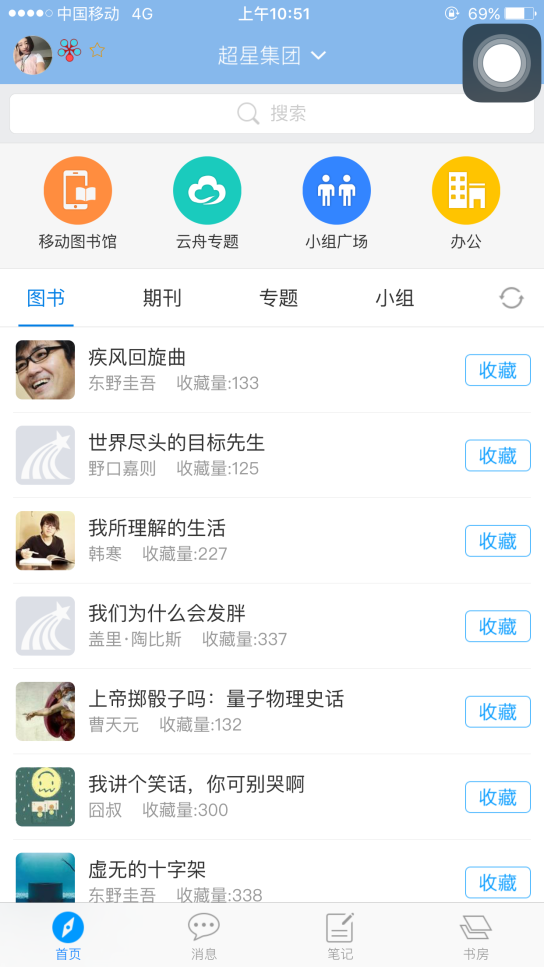 中国移动 4G 上午10:51 69%
超星集团
搜索
移动图书馆 云舟专题 小组广场 办公
图书 期刊 专题 小组
疾风回旋曲
东野圭吾 收藏量:133
收藏
世界尽头的目标先生
野口嘉则 收藏量:125
收藏
我所理解的生活
韩寒 收藏量:227
收藏
我们为什么会发胖
盖里·陶比斯 收藏量:337
收藏
上帝掷骰子吗：量子物理史话
曹天元 收藏量:132
收藏
我讲个笑话，你可别哭啊
囧叔 收藏量:300
收藏
虚无的十字架
东野圭吾 收藏量:338
收藏
首页 消息 笔记 书房